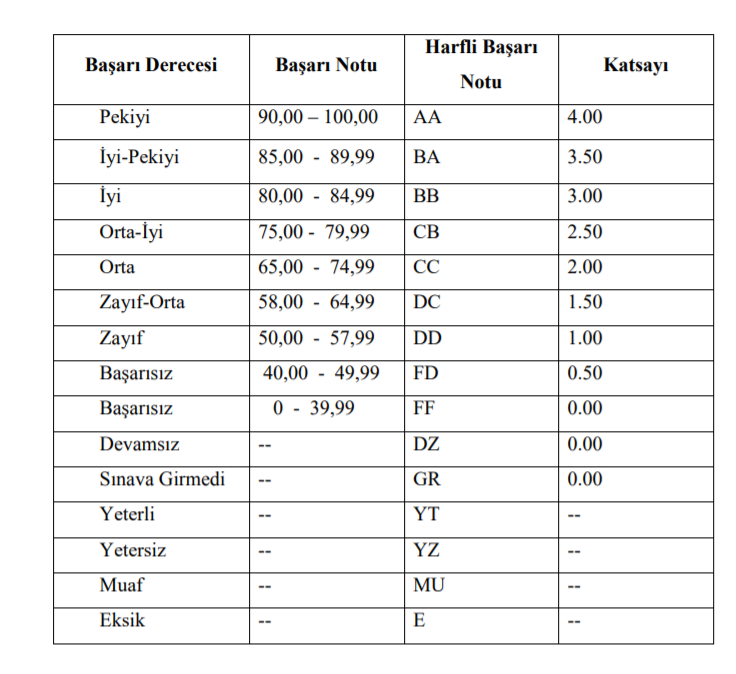 Başarı Derecesi Başarı Notu Harfli Başarı Notu Katsayı
Pekiyi 90,00 – 100,00 AA 4.00
İyi-Pekiyi 85,00 - 89,99 BA 3.50
İyi 80,00 - 84,99 BB 3.00
Orta-İyi 75,00 - 79,99 CB 2.50
Orta 65,00 - 74,99 CC 2.00
Zayıf-Orta 58,00 - 64,99 DC 1.50
Zayıf 50,00 - 57,99 DD 1.00
Başarısız 40,00 - 49,99 FD 0.50
Başarısız 0 - 39,99 FF 0.00
Devamsız -- DZ 0.00
Sınava Girmedi -- GR 0.00
Yeterli -- YT --
Yetersiz -- YZ --
Muaf -- MU --
Eksik -- E --